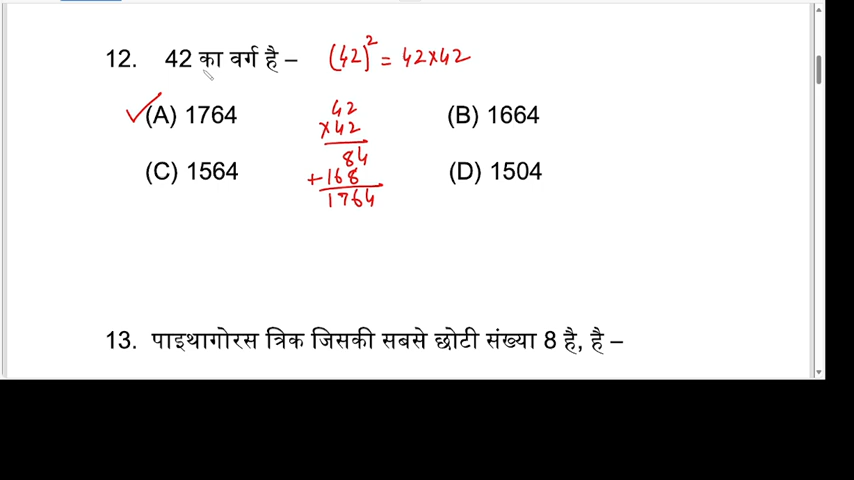 12. 42 का वर्ग है – (42)² = 42×42
(A) 1764
(B) 1664
42
×42
84
+168
1764
(C) 1564
(D) 1504
13. पाइथागोरस त्रिक जिसकी सबसे छोटी संख्या 8 है, है –